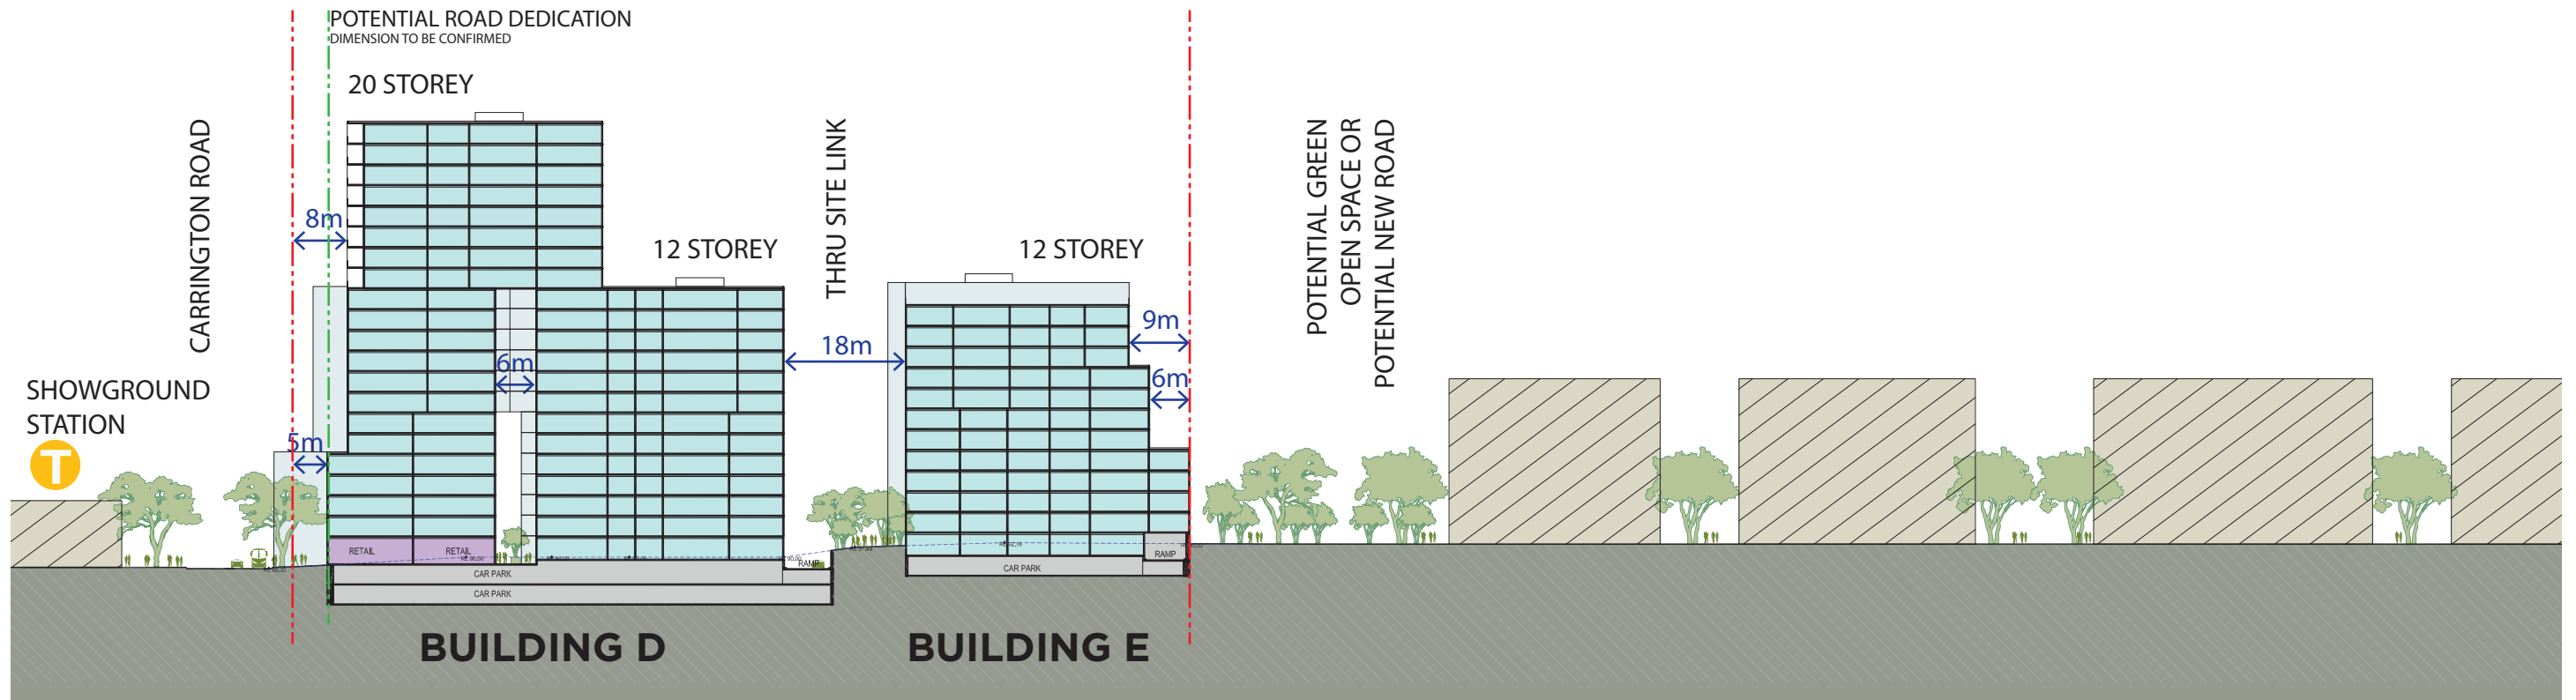 POTENTIAL ROAD DEDICATION
DIMENSION TO BE CONFIRMED
20 STOREY
CARRINGTON ROAD
8m
12 STOREY
THRU SITE LINK
12 STOREY
POTENTIAL GREEN
OPEN SPACE OR
POTENTIAL NEW ROAD
9m
18m
6m
6m
SHOWGROUND
STATION
T
5m
RETAIL
RETAIL
RAMP
RAMP
CAR PARK
CAR PARK
CAR PARK
BUILDING D
BUILDING E